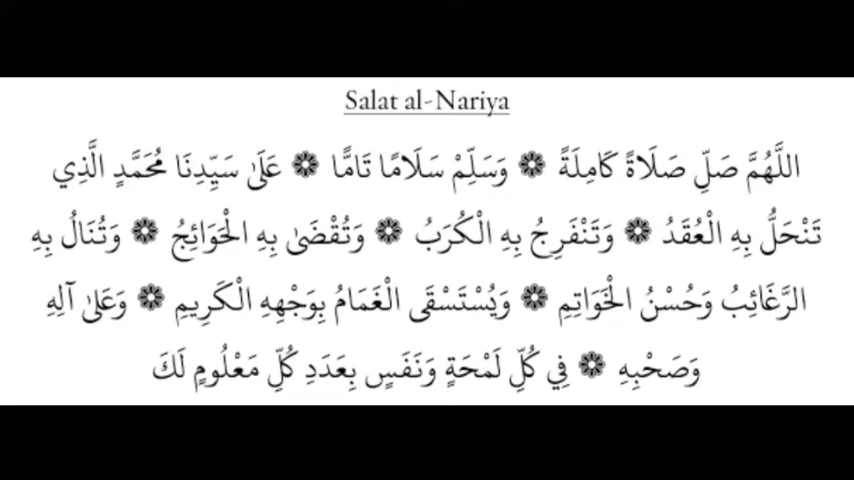 Salat al-Nariya
اللَّهُمَّ صَلِّ صَلَاةً كَامِلَةً ۞ وَسَلِّمْ سَلَامًا تَامًّا ۞ عَلَىٰ سَيِّدِنَا مُحَمَّدٍ الَّذِي
تَنْحَلُّ بِهِ الْعُقَدُ ۞ وَتَنْفَرِجُ بِهِ الْكُرَبُ ۞ وَتُقْضَىٰ بِهِ الْحَوَائِجُ ۞ وَتُنَالُ بِهِ
الرَّغَائِبُ وَحُسْنُ الْخَوَاتِمِ ۞ وَيُسْتَسْقَى الْغَمَامُ بِوَجْهِهِ الْكَرِيمِ ۞ وَعَلَىٰ آلِهِ
وَصَحْبِهِ ۞ فِي كُلِّ لَمْحَةٍ وَنَفَسٍ بِعَدَدِ كُلِّ مَعْلُومٍ لَكَ